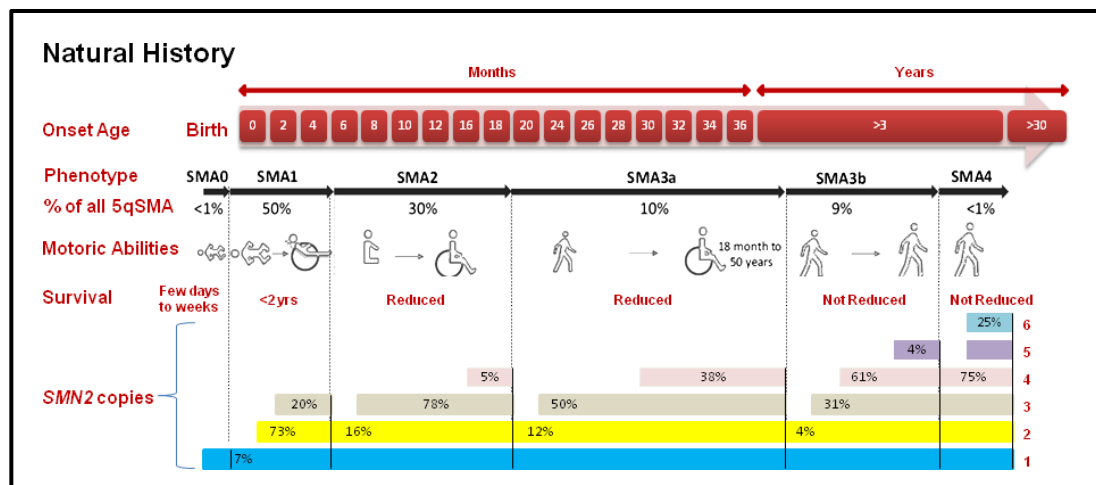 Natural History
Months Years
Onset Age Birth 0 2 4 6 8 10 12 16 18 20 24 26 28 30 32 34 36 >3 >30
Phenotype SMA0 SMA1 SMA2 SMA3a SMA3b SMA4
% of all 5qSMA <1% 50% 30% 10% 9% <1%
Motoric Abilities 18 month to
50 years
Survival Few days
to weeks <2yrs Reduced Reduced Not Reduced Not Reduced
25% 6
4% 5
5% 38% 61% 75% 4
SMN2 copies 20% 78% 50% 31% 3
73% 16% 12% 4% 2
7% 1